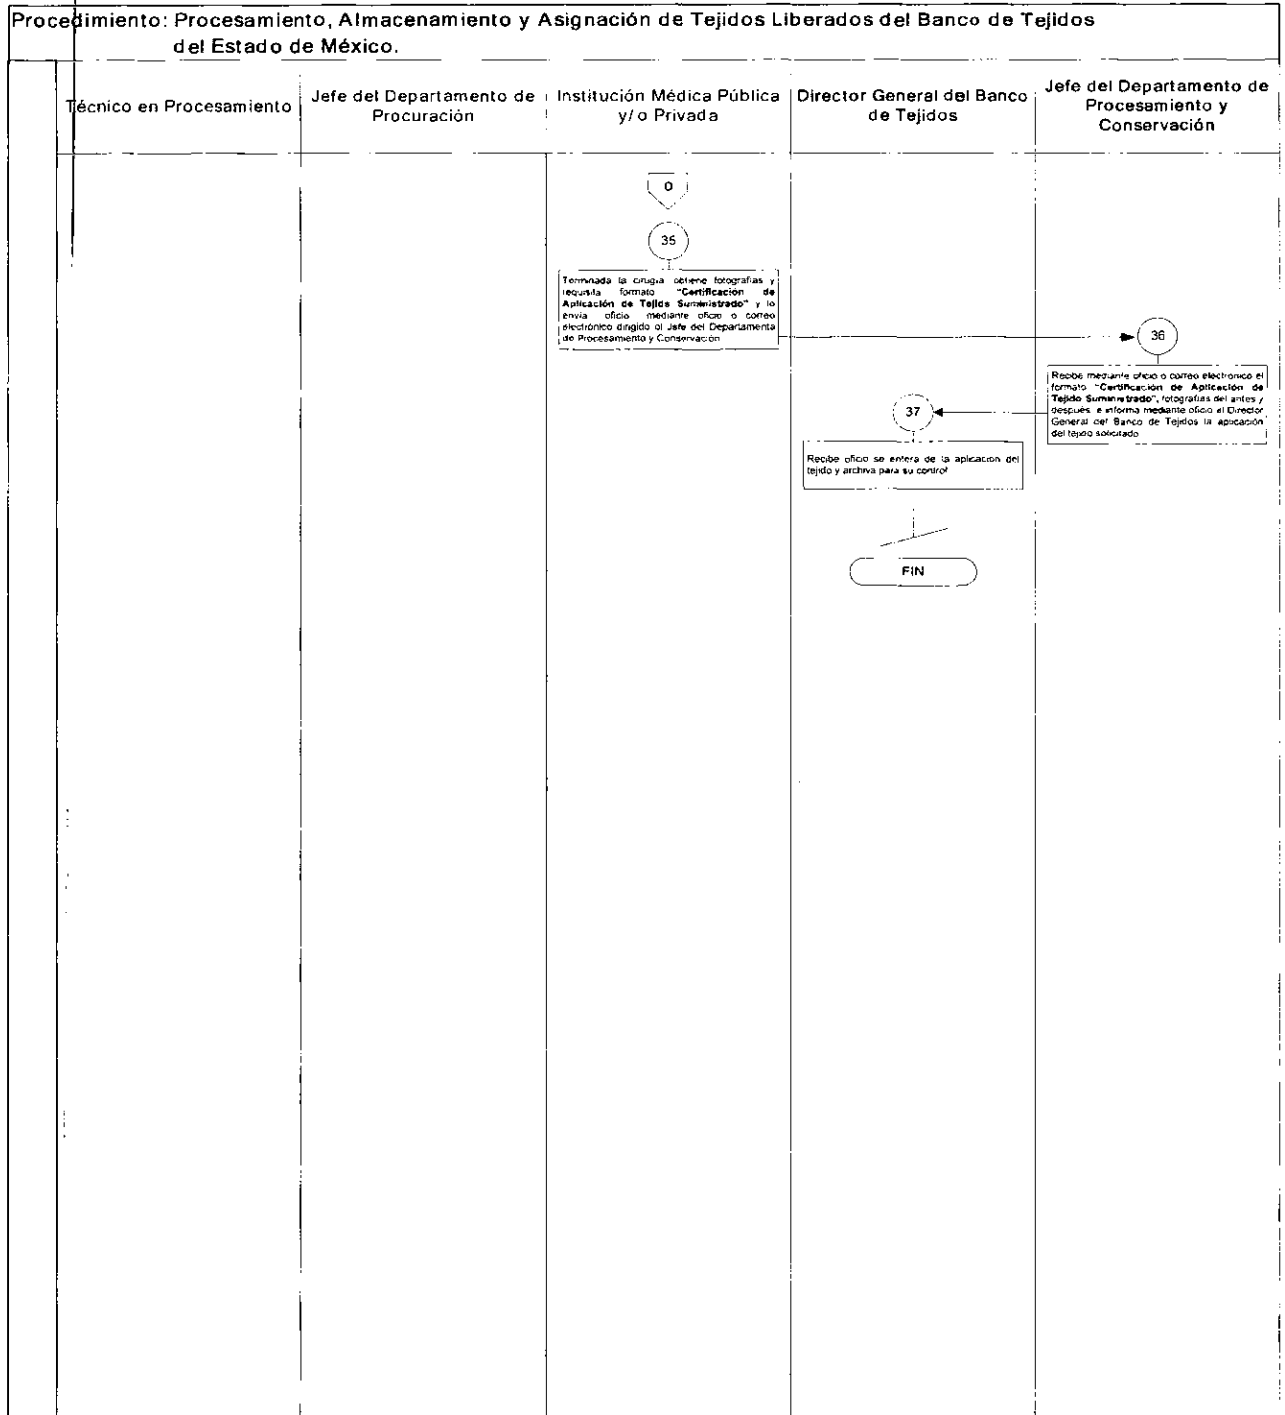 Procedimiento: Procesamiento, Almacenamiento y Asignación de Tejidos Liberados del Banco de Tejidos
del Estado de México.
Técnico en Procesamiento
Jefe del Departamento de
Procuración
Institución Médica Pública
y/o Privada
Director General del Banco
de Tejidos
Jefe del Departamento de
Procesamiento y
Conservación
O
35
Terminada la cirugía obtiene fotografías y
requisita formato "Certificación de
Aplicación de Tejido Suministrado" y lo
envía oficio mediante oficio o correo
electrónico dirigido al Jefe del Departamento
de Procesamiento y Conservación
36
Recibe mediante oficio o correo electrónico el
formato "Certificación de Aplicación de
Tejido Suministrado", fotografías del antes y
después e informa mediante oficio al Director
General del Banco de Tejidos la aplicación
del tejido solicitado
37
Recibe oficio se entera de la aplicación del
tejido y archiva para su control
FIN